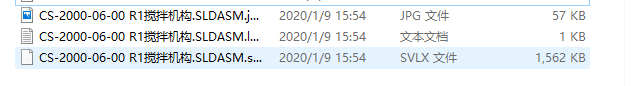 CS-2000-06-00 R1搅拌机构.SLDASM.j... 2020/1/9 15:54 JPG 文件 57 KB
CS-2000-06-00 R1搅拌机构.SLDASM.l... 2020/1/9 15:54 文本文档 1 KB
CS-2000-06-00 R1搅拌机构.SLDASM.s... 2020/1/9 15:54 SVLX 文件 1,562 KB